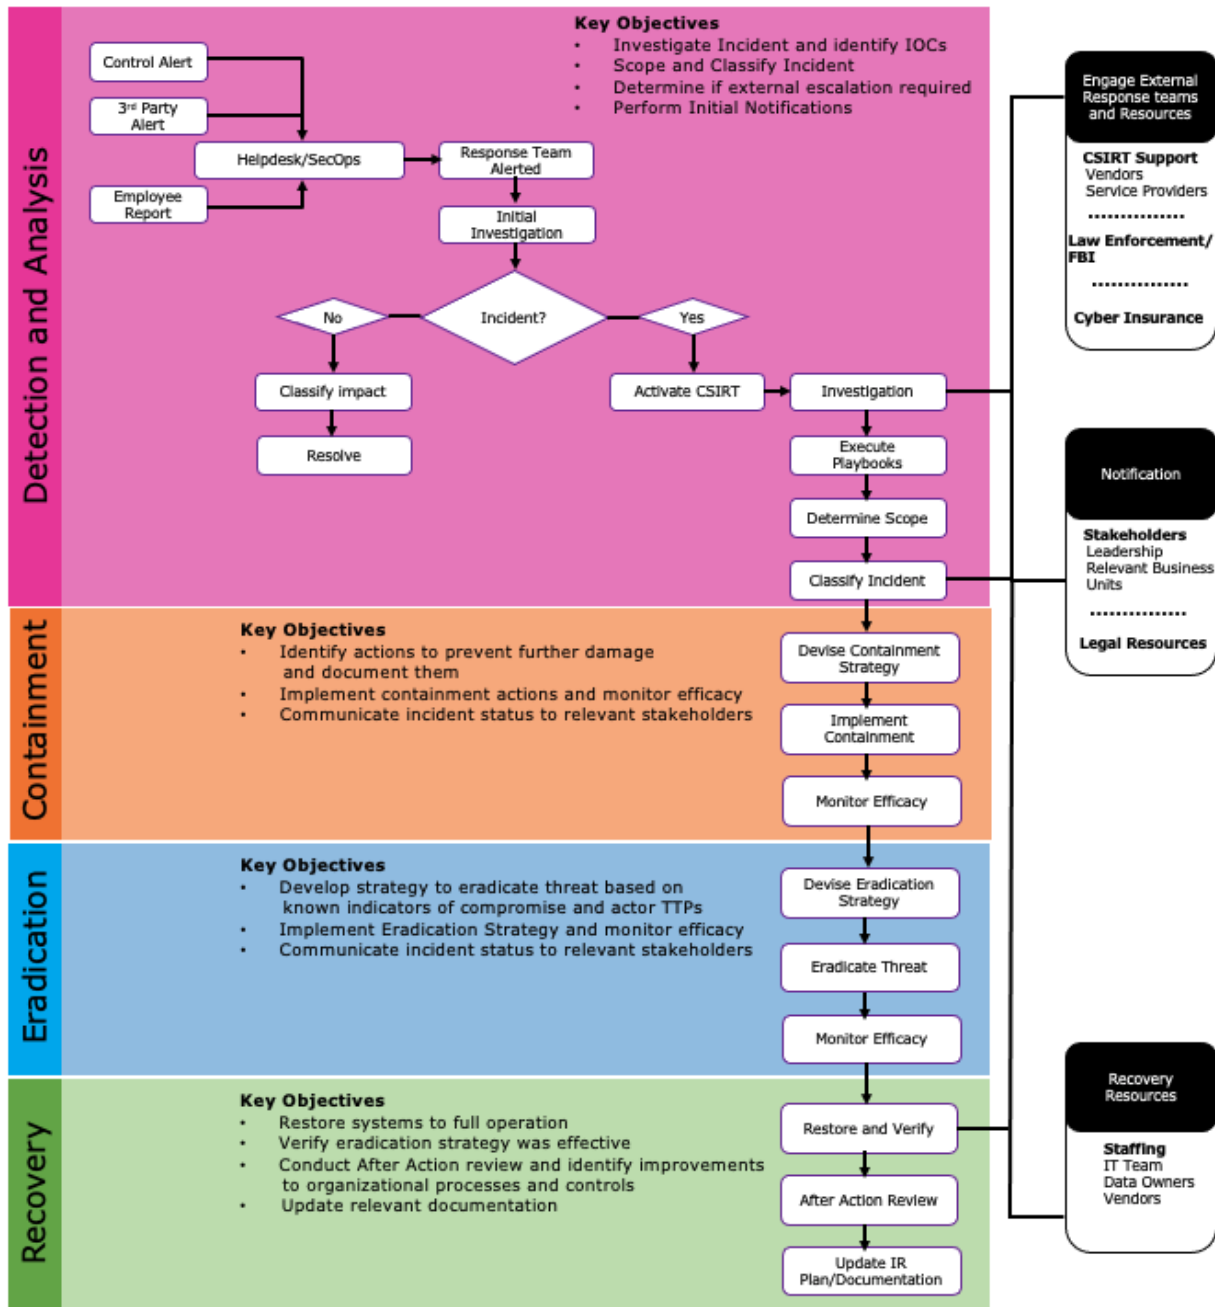 Detection and Analysis
Key Objectives
• Investigate Incident and identify IOCs
• Scope and Classify Incident
• Determine if external escalation required
• Perform Initial Notifications
Control Alert
3rd Party
Alert
Employee
Report
Helpdesk/SecOps
Response Team
Alerted
Initial
Investigation
Incident?
No
Yes
Classify impact
Resolve
Activate CSIRT
Investigation
Execute
Playbooks
Determine Scope
Classify Incident
Containment
Key Objectives
• Identify actions to prevent further damage
and document them
• Implement containment actions and monitor efficacy
• Communicate incident status to relevant stakeholders
Devise Containment
Strategy
Implement
Containment
Monitor Efficacy
Eradication
Key Objectives
• Develop strategy to eradicate threat based on
known indicators of compromise and actor TTPs
• Implement Eradication Strategy and monitor efficacy
• Communicate incident status to relevant stakeholders
Devise Eradication
Strategy
Eradicate Threat
Monitor Efficacy
Recovery
Key Objectives
• Restore systems to full operation
• Verify eradication strategy was effective
• Conduct After Action review and identify improvements
to organizational processes and controls
• Update relevant documentation
Restore and Verify
After Action Review
Update IR
Plan/Documentation
Engage External
Response teams
and Resources
CSIRT Support
Vendors
Service Providers
...............
Law Enforcement/
FBI
...............
Cyber Insurance
Notification
Stakeholders
Leadership
Relevant Business
Units
...............
Legal Resources
Recovery
Resources
Staffing
IT Team
Data Owners
Vendors